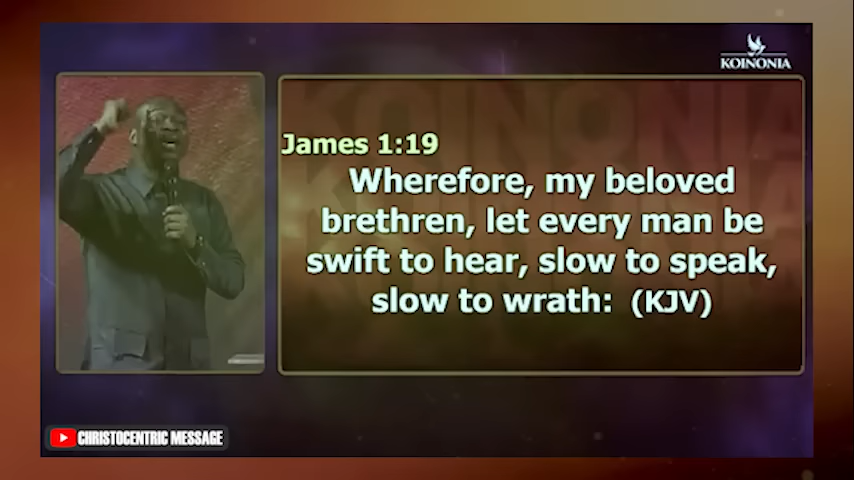 KOINONIA
James 1:19
Wherefore, my beloved
brethren, let every man be
swift to hear, slow to speak,
slow to wrath: (KJV)
CHRISTOCENTRIC MESSAGE